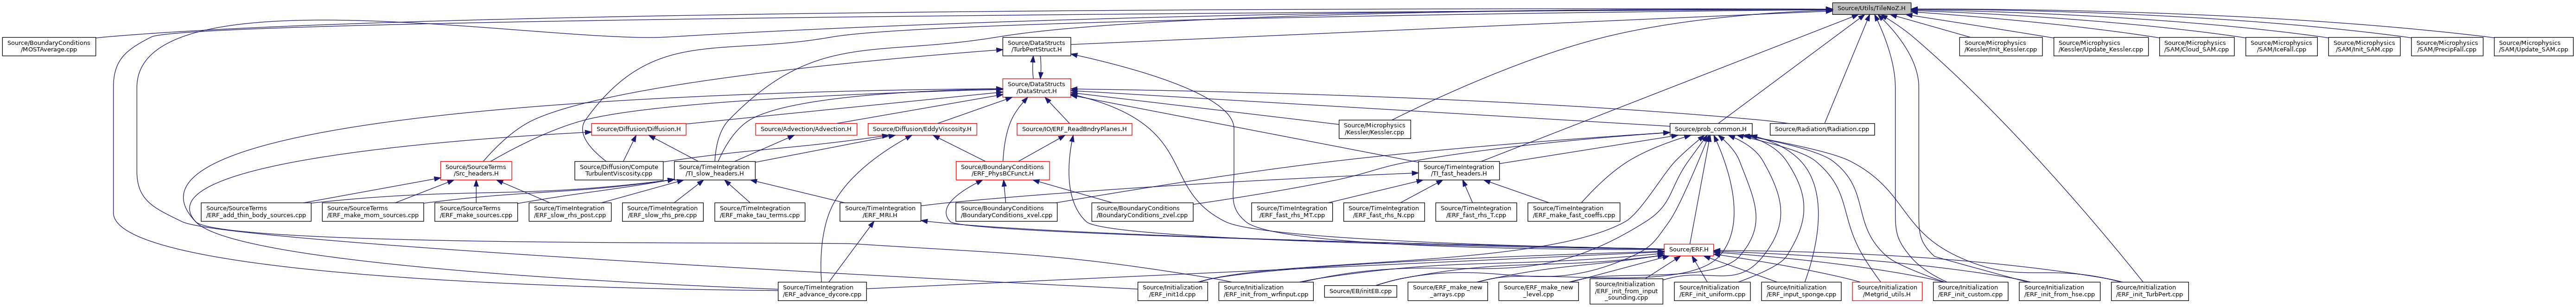 Source/Utils/TileNoZ.H
Source/BoundaryConditions
/MOSTAverage.cpp
Source/DataStructs
/TurbPertStruct.H
Source/Microphysics
/Kessler/Init_Kessler.cpp
Source/Microphysics
/Kessler/Update_Kessler.cpp
Source/Microphysics
/SAM/Cloud_SAM.cpp
Source/Microphysics
/SAM/IceFall.cpp
Source/Microphysics
/SAM/Init_SAM.cpp
Source/Microphysics
/SAM/PrecipFall.cpp
Source/Microphysics
/SAM/Update_SAM.cpp
Source/DataStructs
/DataStruct.H
Source/Diffusion/Diffusion.H
Source/Advection/Advection.H
Source/Diffusion/EddyViscosity.H
Source/IO/ERF_ReadBndryPlanes.H
Source/Microphysics
/Kessler/Kessler.cpp
Source/prob_common.H
Source/Radiation/Radiation.cpp
Source/SourceTerms
/Src_headers.H
Source/Diffusion/Compute
TurbulentViscosity.cpp
Source/TimeIntegration
/TI_slow_headers.H
Source/BoundaryConditions
/ERF_PhysBCFunct.H
Source/TimeIntegration
/TI_fast_headers.H
Source/SourceTerms
/ERF_add_thin_body_sources.cpp
Source/SourceTerms
/ERF_make_mom_sources.cpp
Source/SourceTerms
/ERF_make_sources.cpp
Source/TimeIntegration
/ERF_slow_rhs_post.cpp
Source/TimeIntegration
/ERF_slow_rhs_pre.cpp
Source/TimeIntegration
/ERF_make_tau_terms.cpp
Source/TimeIntegration
/ERF_MRI.H
Source/BoundaryConditions
/BoundaryConditions_xvel.cpp
Source/BoundaryConditions
/BoundaryConditions_zvel.cpp
Source/TimeIntegration
/ERF_fast_rhs_MT.cpp
Source/TimeIntegration
/ERF_fast_rhs_N.cpp
Source/TimeIntegration
/ERF_fast_rhs_T.cpp
Source/TimeIntegration
/ERF_make_fast_coeffs.cpp
Source/ERF.H
Source/TimeIntegration
/ERF_advance_dycore.cpp
Source/Initialization
/ERF_init1d.cpp
Source/Initialization
/ERF_init_from_wrfinput.cpp
Source/EB/initEB.cpp
Source/ERF_make_new
_arrays.cpp
Source/ERF_make_new
_level.cpp
Source/Initialization
/ERF_init_from_input
_sounding.cpp
Source/Initialization
/ERF_init_uniform.cpp
Source/Initialization
/ERF_input_sponge.cpp
Source/Initialization
/Metgrid_utils.H
Source/Initialization
/ERF_init_custom.cpp
Source/Initialization
/ERF_init_from_hse.cpp
Source/Initialization
/ERF_init_TurbPert.cpp